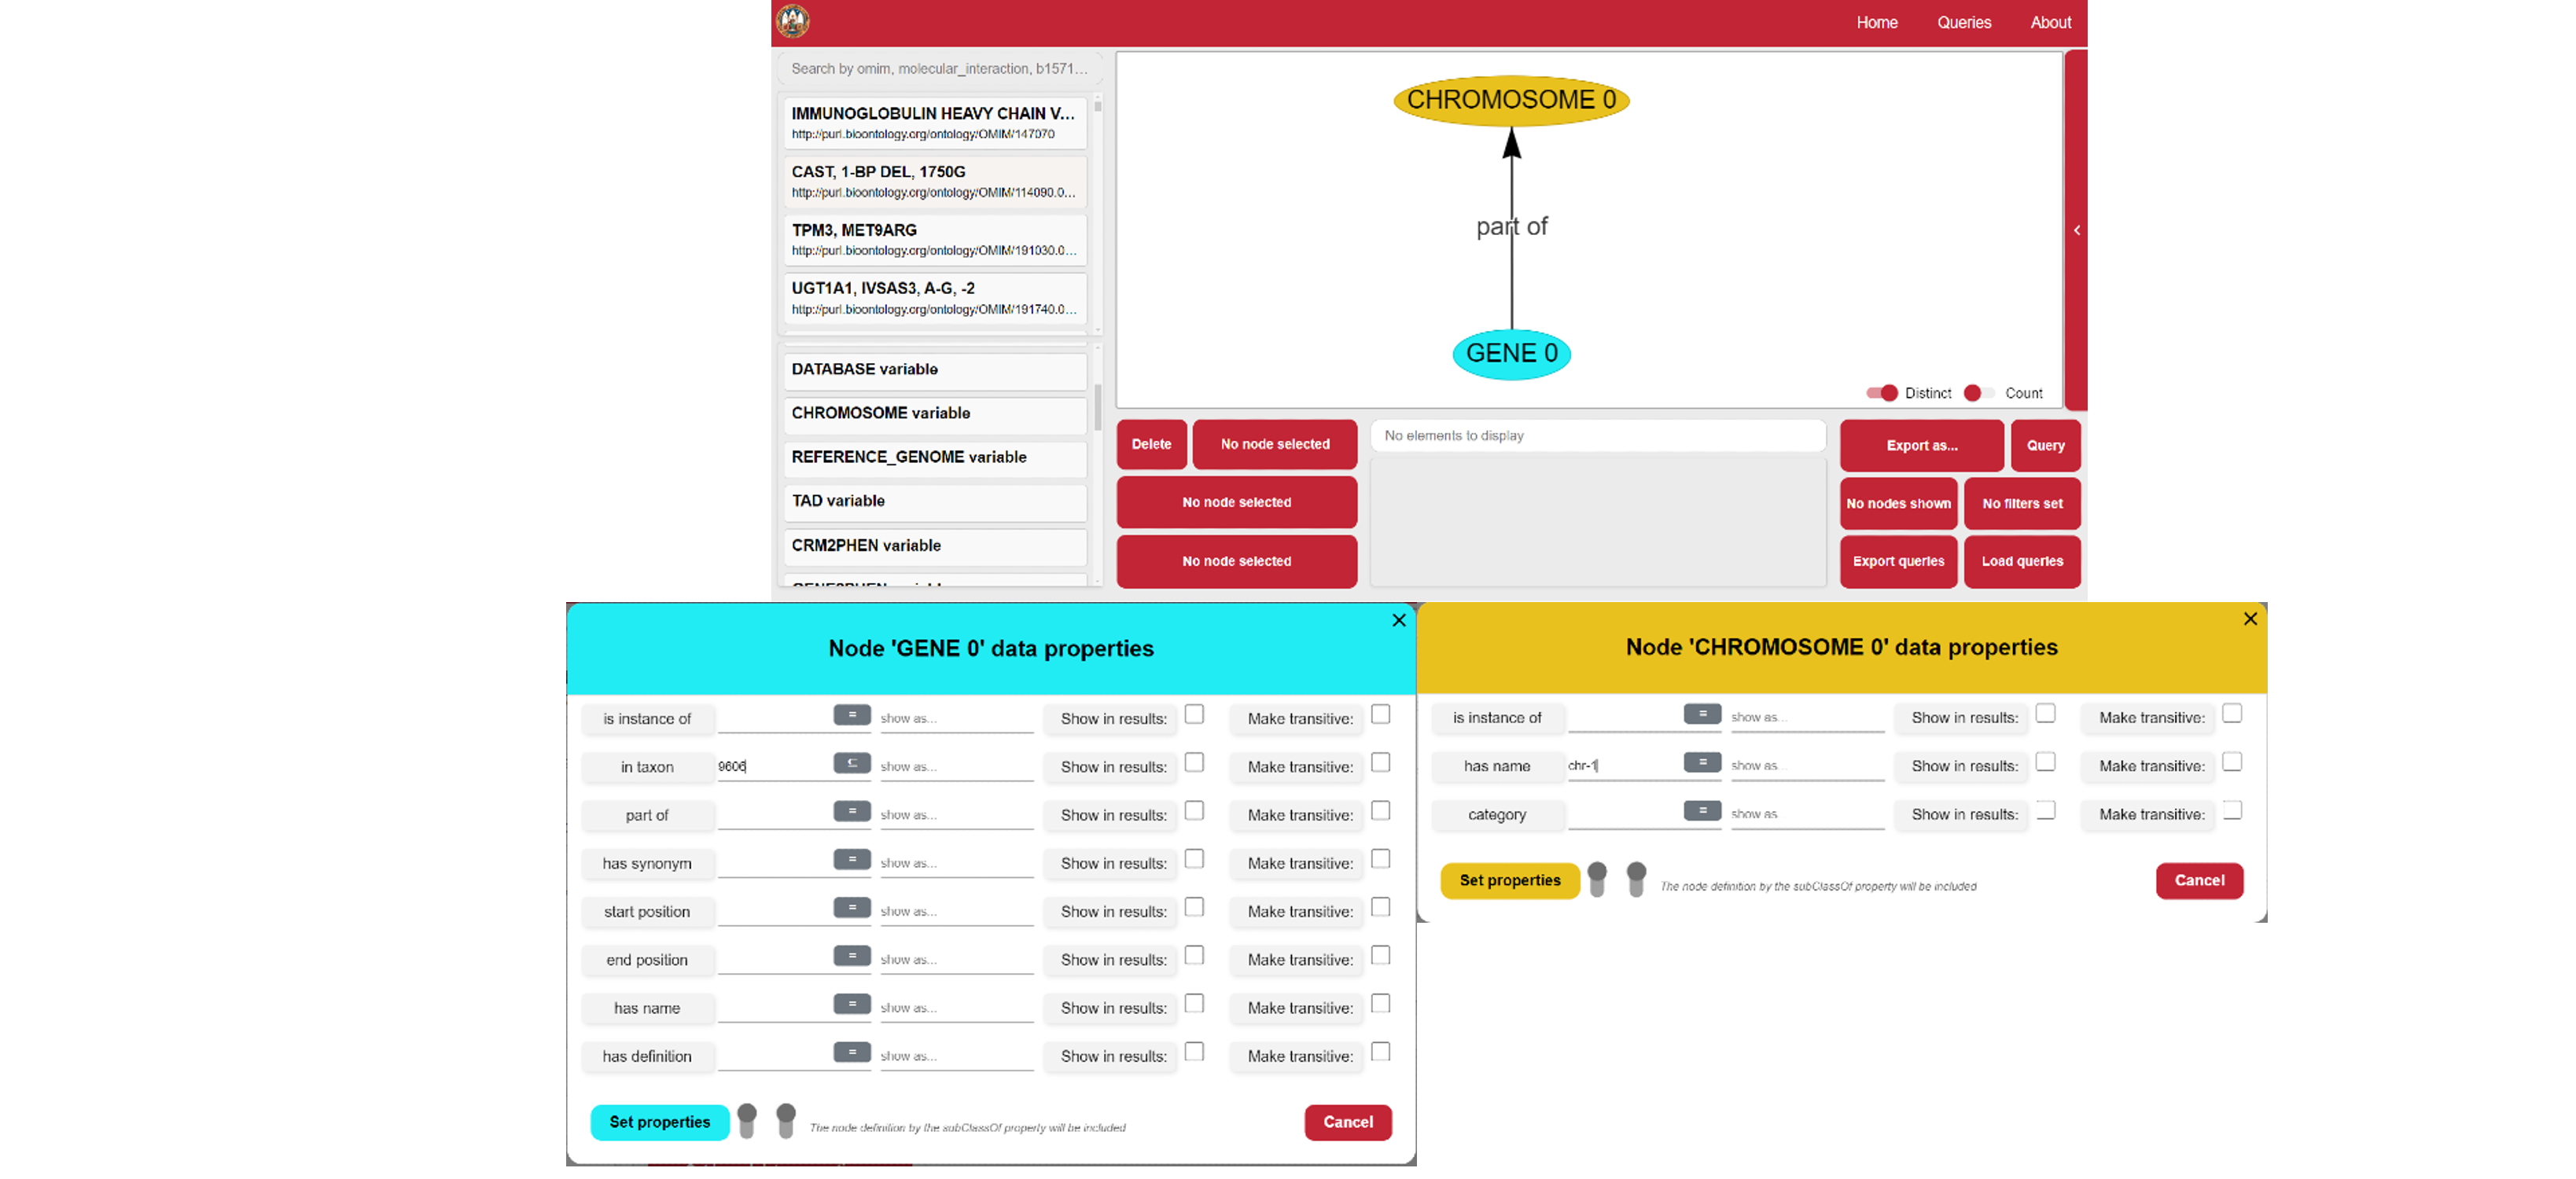 Home Queries About
Search by omim, molecular_interaction, b1571...
IMMUNOGLOBULIN HEAVY CHAIN V...
http://purl.bioontology.org/ontology/OMIM/147070
CAST, 1-BP DEL, 1750G
http://purl.bioontology.org/ontology/OMIM/114090.0...
TPM3, MET9ARG
http://purl.bioontology.org/ontology/OMIM/191030.0...
UGT1A1, IVSAS3, A-G, -2
http://purl.bioontology.org/ontology/OMIM/191740.0...
DATABASE variable
CHROMOSOME variable
REFERENCE_GENOME variable
TAD variable
CRM2PHEN variable
CHROMOSOME 0
part of
GENE 0
Distinct Count
Delete No node selected
No node selected
No node selected
No elements to display
Export as... Query
No nodes shown No filters set
Export queries Load queries
Node 'GENE 0' data properties
is instance of = show as... Show in results: Make transitive:
in taxon 9606 ⊆ show as... Show in results: Make transitive:
part of = show as... Show in results: Make transitive:
has synonym = show as... Show in results: Make transitive:
start position = show as... Show in results: Make transitive:
end position = show as... Show in results: Make transitive:
has name = show as... Show in results: Make transitive:
has definition = show as... Show in results: Make transitive:
Set properties The node definition by the subClassOf property will be included Cancel
Node 'CHROMOSOME 0' data properties
is instance of = show as... Show in results: Make transitive:
has name chr-1 = show as... Show in results: Make transitive:
category = show as Show in results: Make transitive:
Set properties The node definition by the subClassOf property will be included Cancel